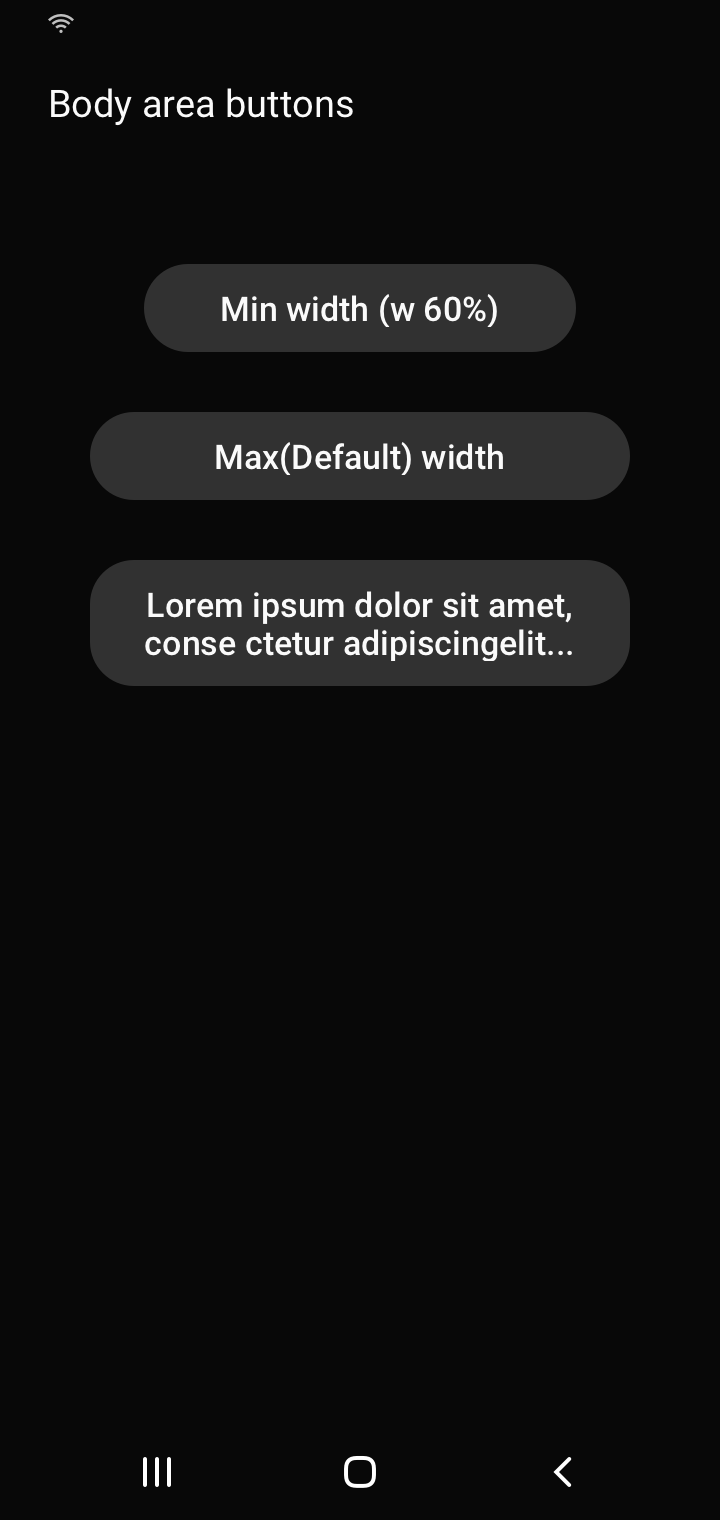 Body area buttons
Min width (w 60%)
Max(Default) width
Lorem ipsum dolor sit amet,
conse ctetur adipiscingelit...